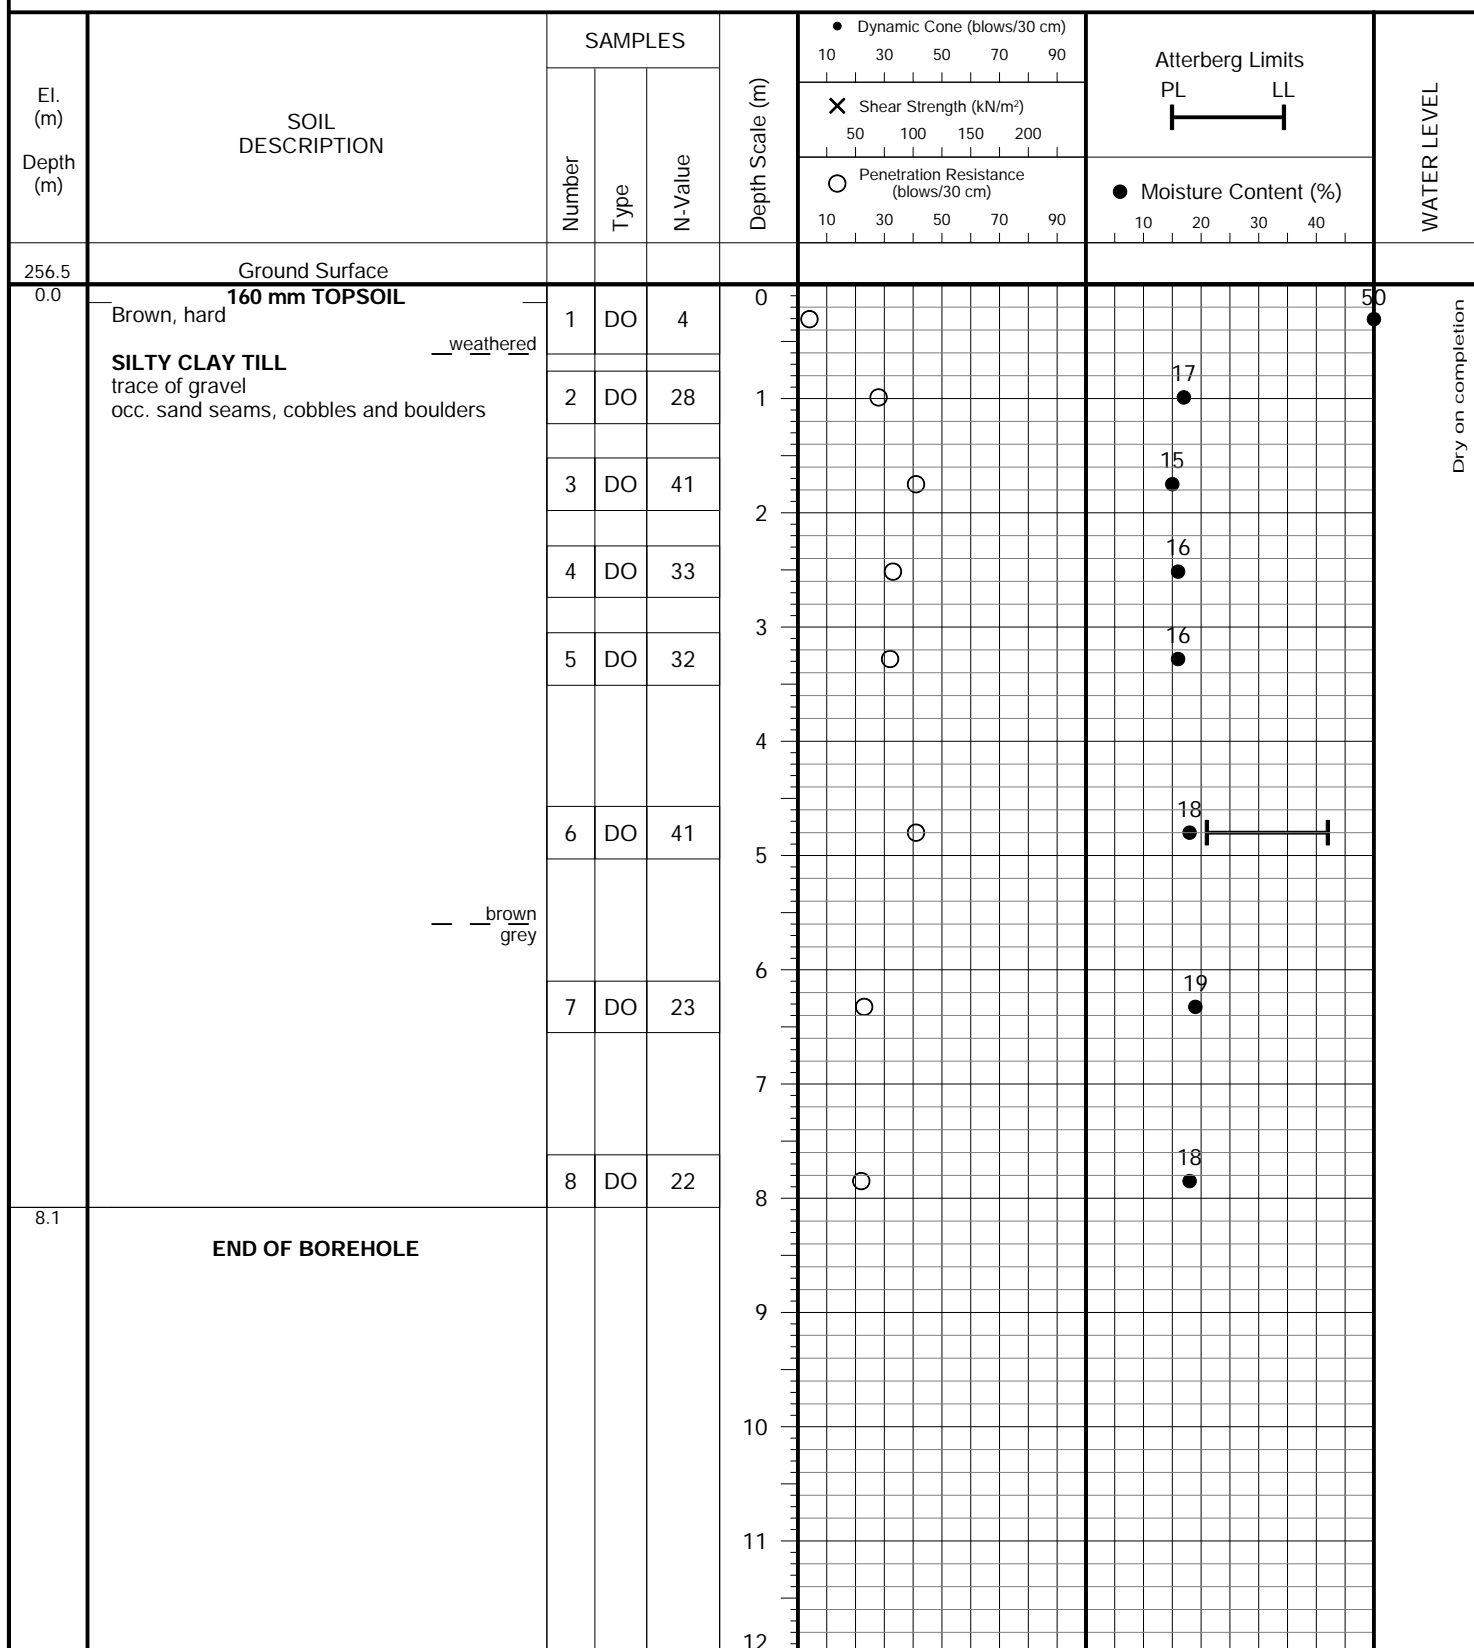 El.
(m)
Depth
(m)
SOIL
DESCRIPTION
SAMPLES
Number
Type
N-Value
Depth Scale (m)
Dynamic Cone (blows/30 cm)
10 30 50 70 90
Shear Strength (kN/m²)
50 100 150 200
Penetration Resistance
(blows/30 cm)
10 30 50 70 90
Atterberg Limits
PL LL
Moisture Content (%)
10 20 30 40
WATER LEVEL
256.5 Ground Surface
0.0 160 mm TOPSOIL 0 50
Brown, hard
1 DO 4
weathered
SILTY CLAY TILL
trace of gravel
occ. sand seams, cobbles and boulders
Dry on completion
17
2 DO 28 1
15
3 DO 41
2
16
4 DO 33
3
16
5 DO 32
4
18
6 DO 41
5
brown
grey
6
19
7 DO 23
7
18
8 DO 22
8
8.1
END OF BOREHOLE
9
10
11
12